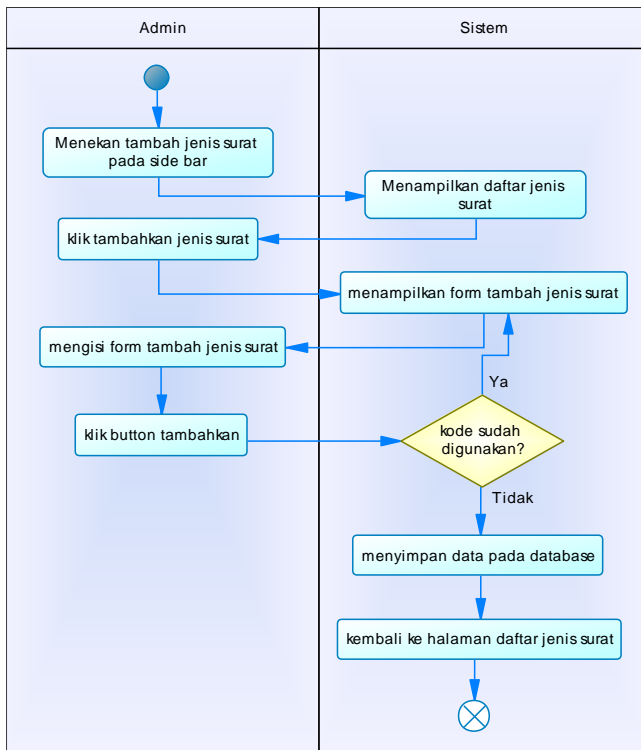 Admin
Sistem
Menekan tambah jenis surat
pada side bar
Menampilkan daftar jenis
surat
klik tambahkan jenis surat
menampilkan form tambah jenis surat
mengisi form tambah jenis surat
Ya
klik button tambahkan
kode sudah
digunakan?
Tidak
menyimpan data pada database
kembali ke halaman daftar jenis surat